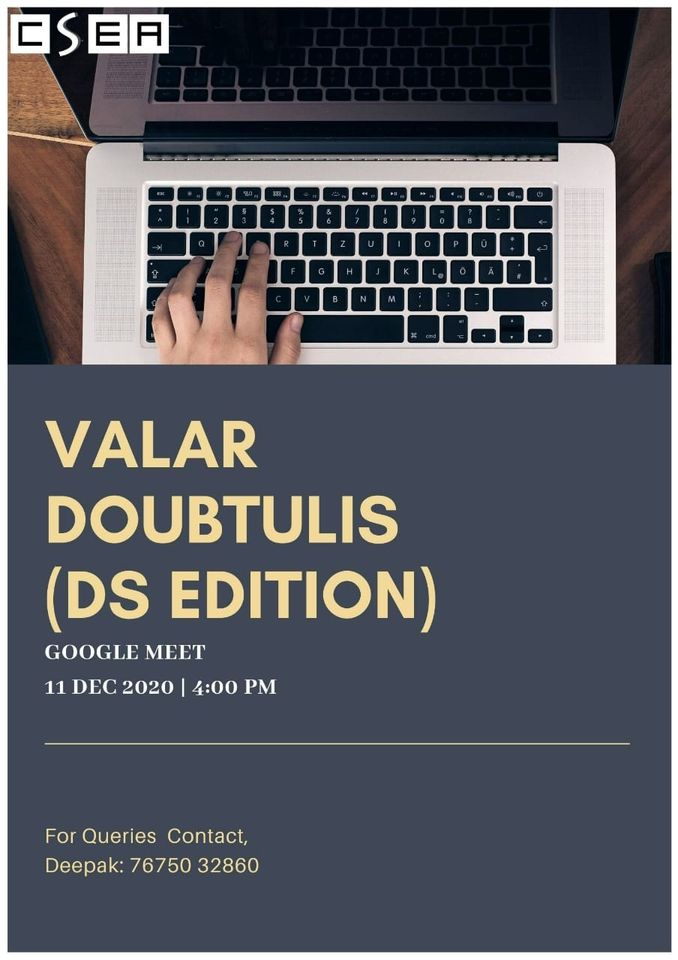 CSEA
VALAR
DOUBTULIS
(DS EDITION)
GOOGLE MEET
11 DEC 2020 | 4:00 PM
For Queries Contact,
Deepak: 76750 32860